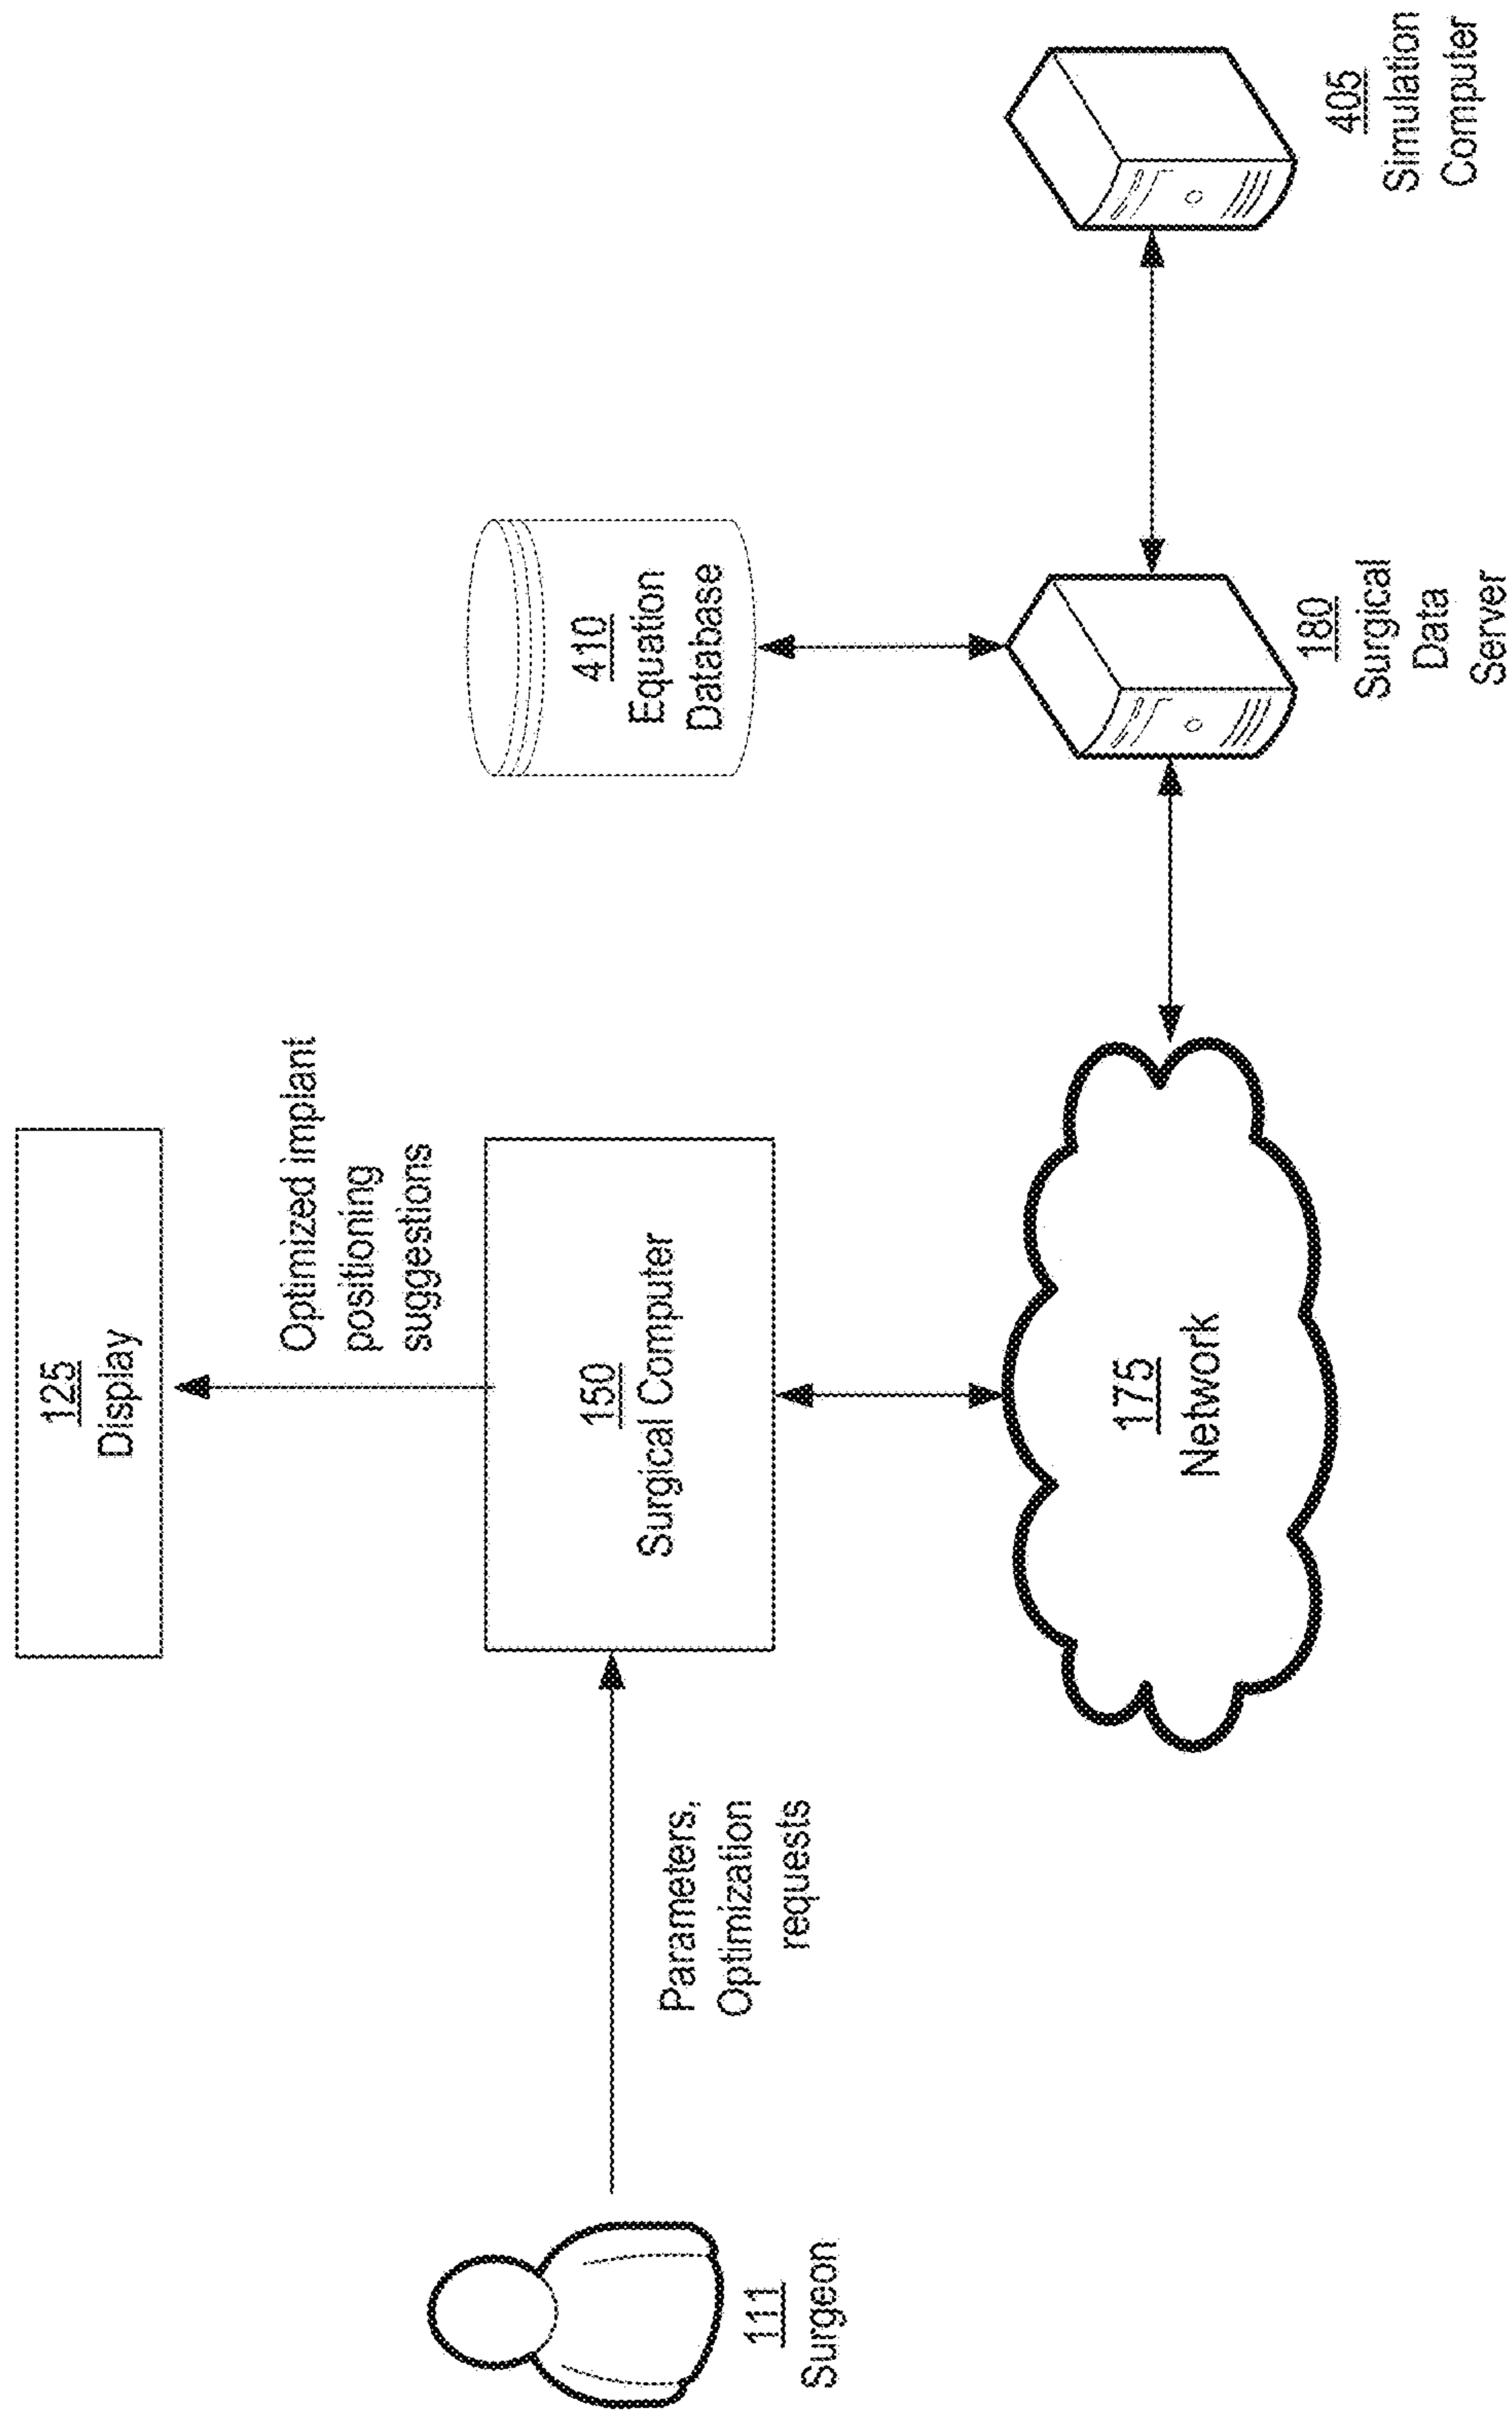 125
Display
Optimized implant
positioning
suggestions
111
Surgeon
Parameters,
Optimization
requests
150
Surgical Computer
410
Equation
Database
175
Network
180
Surgical
Data
Server
405
Simulation
Computer